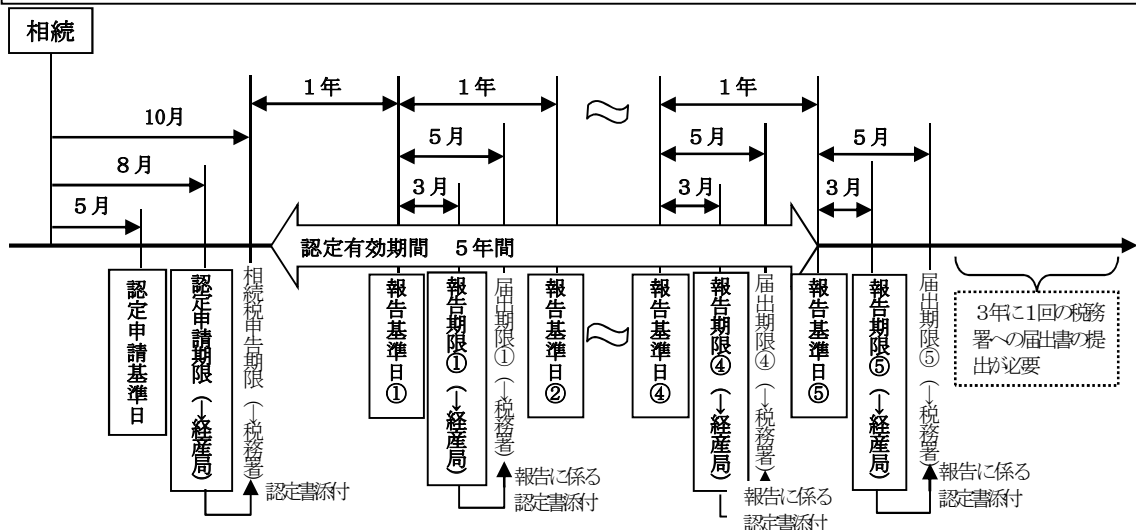 相続
1年
1年
1年
10月
5月
5月
5月
8月
3月
3月
3月
5月
認定有効期間 5年間
認定申請基準日
認定申請期限(→経産局)
相続税申告期限(→税務署)
報告基準日①
報告期限①(→経産局)
届出期限①(→税務署)
報告基準日②
報告基準日④
報告期限④(→経産局)
届出期限④(→税務署)
報告基準日⑤
報告期限⑤(→経産局)
届出期限⑤(→税務署)
3年に1回の税務
署への届出書の提
出が必要
認定書添付
報告に係る
認定書添付
報告に係る
認定書添付
報告に係る
認定書添付